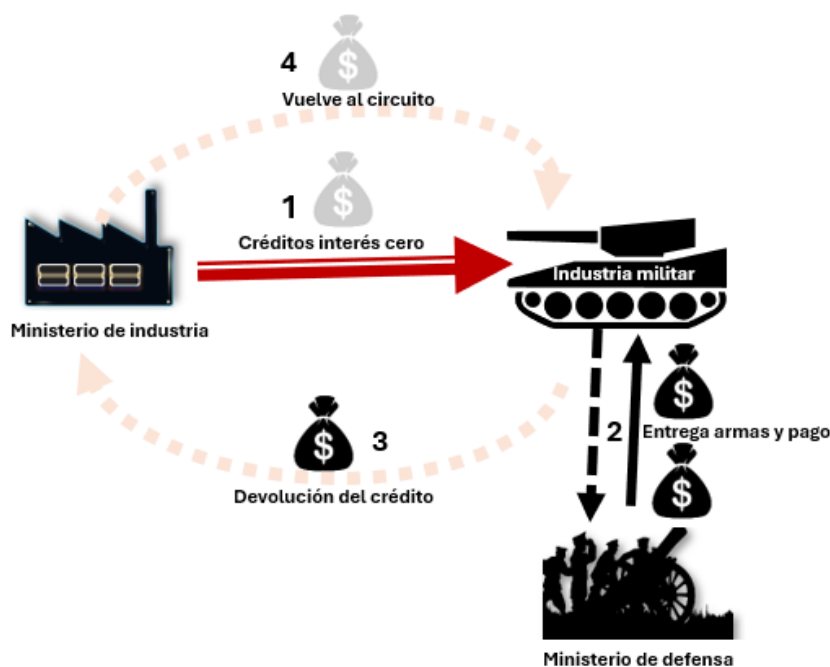 4
$
Vuelve al circuito
1
$
Créditos interés cero
Industria militar
Ministerio de industria
$
2
Entrega armas y pago
$
3
$
Devolución del crédito
Ministerio de defensa